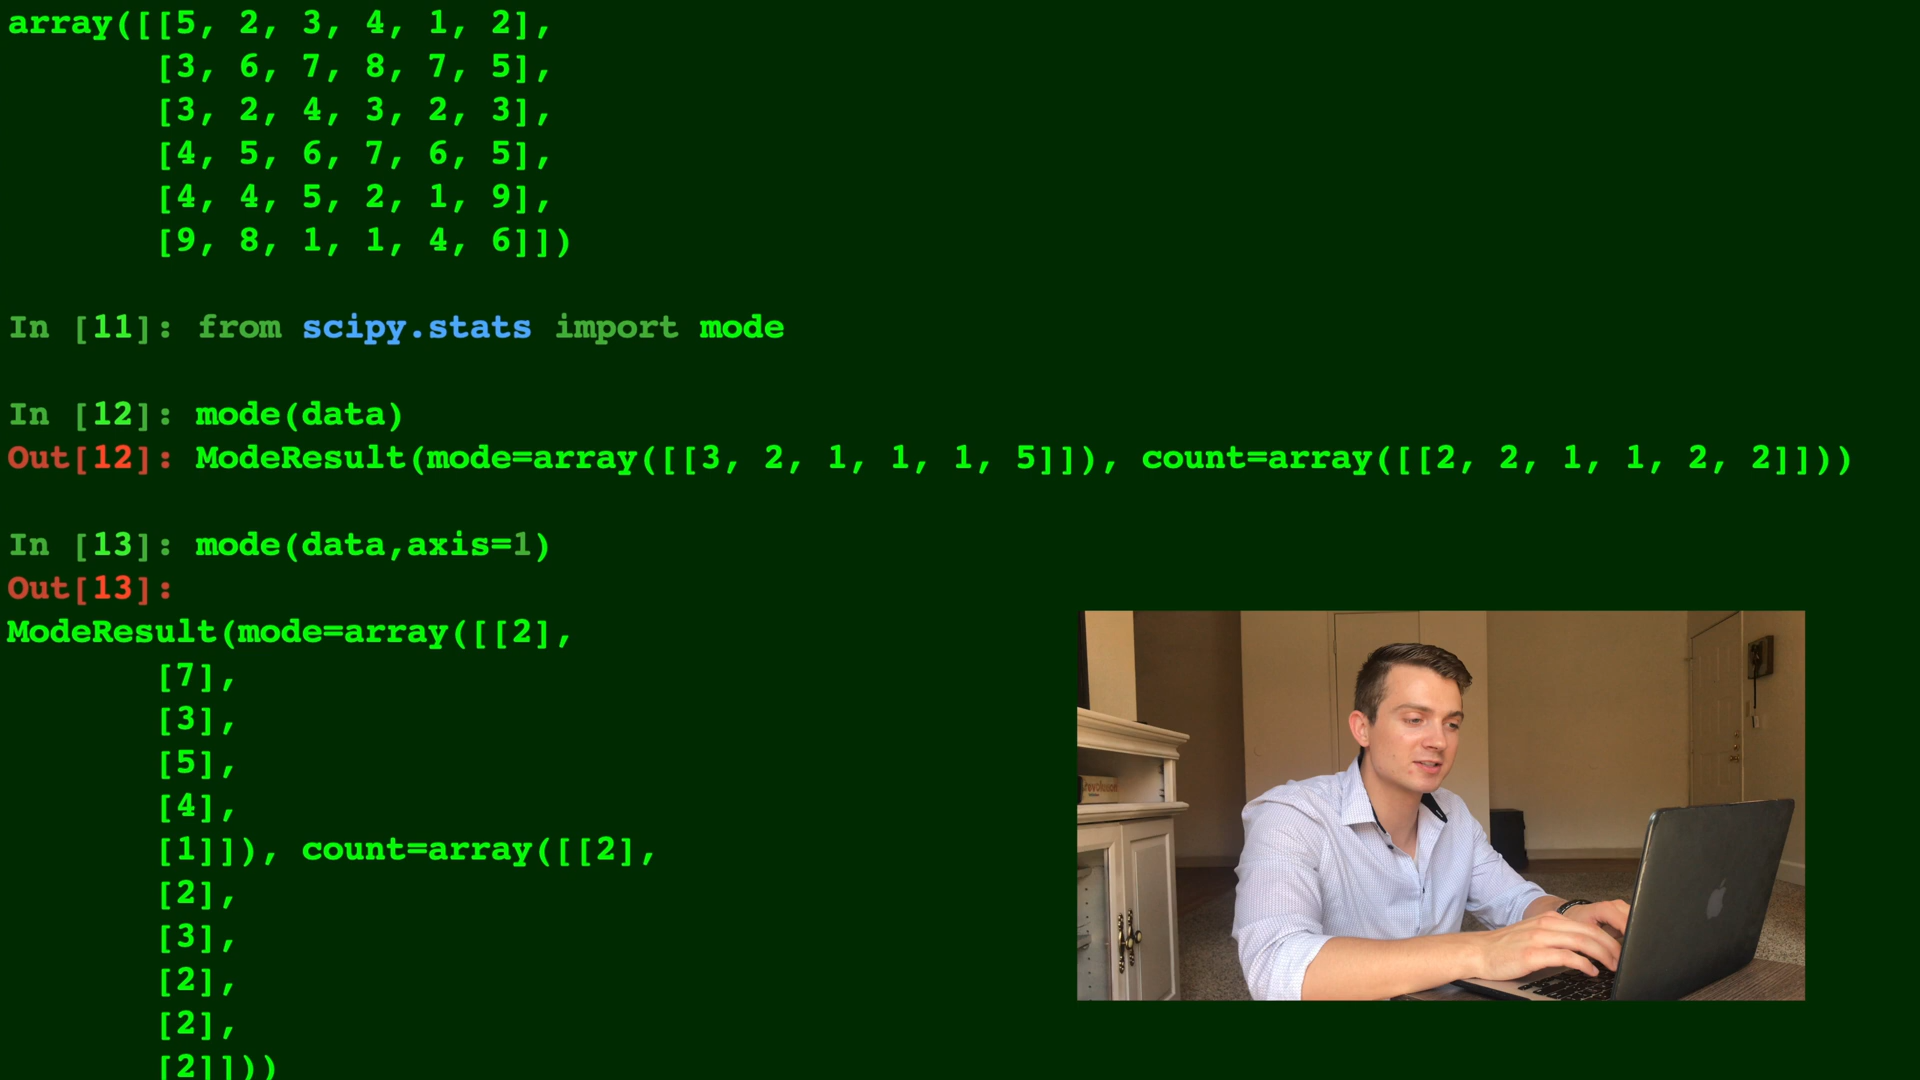 array([[5, 2, 3, 4, 1, 2],
[3, 6, 7, 8, 7, 5],
[3, 2, 4, 3, 2, 3],
[4, 5, 6, 7, 6, 5],
[4, 4, 5, 2, 1, 9],
[9, 8, 1, 1, 4, 6]])
In [11]: from scipy.stats import mode
In [12]: mode(data)
Out[12]: ModeResult(mode=array([[3, 2, 1, 1, 1, 5]]), count=array([[2, 2, 1, 1, 2, 2]]))
In [13]: mode(data,axis=1)
Out[13]:
ModeResult(mode=array([[2],
[7],
[3],
[5],
[4],
[1]]), count=array([[2],
[2],
[3],
[2],
[2],
[2]]))
revolution